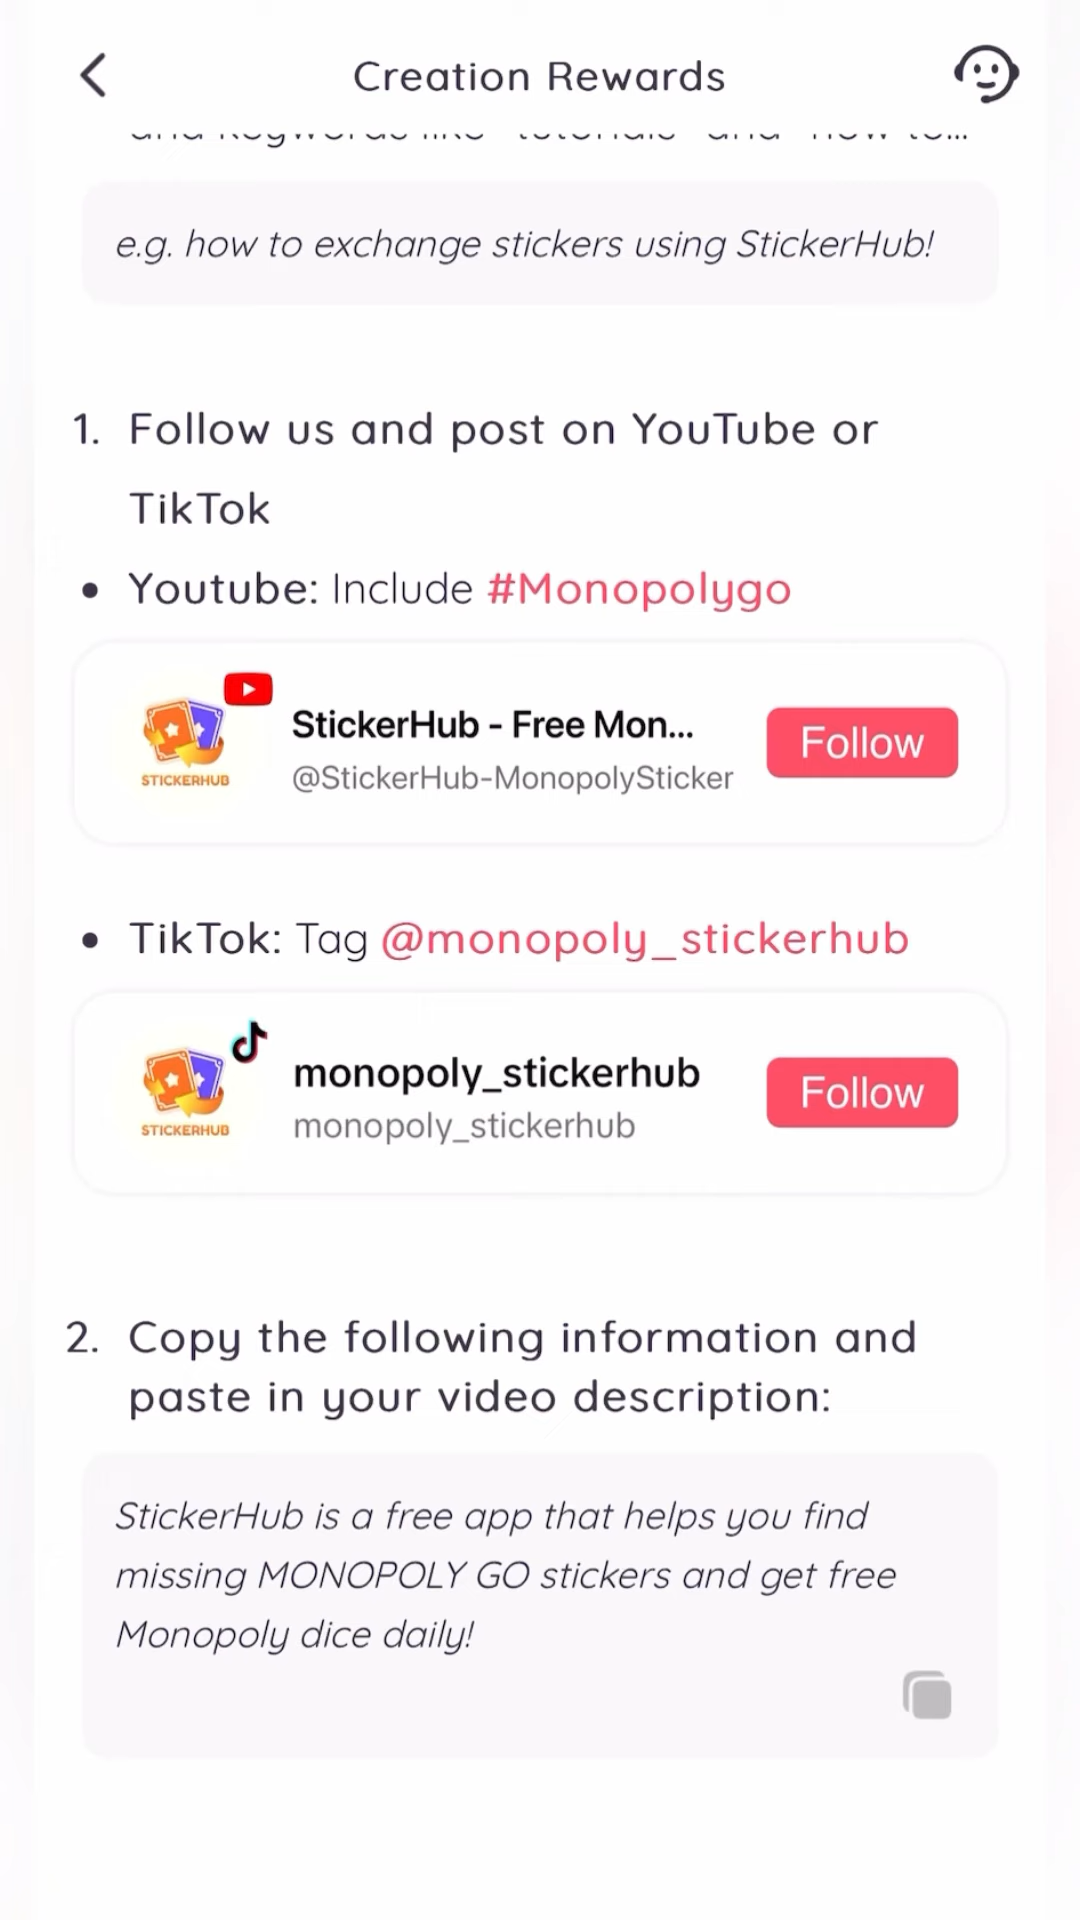 Creation Rewards
e.g. how to exchange stickers using StickerHub!
1. Follow us and post on YouTube or
TikTok
• Youtube: Include #Monopolygo
StickerHub - Free Mon...
@StickerHub-MonopolySticker
Follow
STICKERHUB
• TikTok: Tag @monopoly_stickerhub
monopoly_stickerhub
monopoly_stickerhub
Follow
STICKERHUB
2. Copy the following information and
paste in your video description:
StickerHub is a free app that helps you find
missing MONOPOLY GO stickers and get free
Monopoly dice daily!